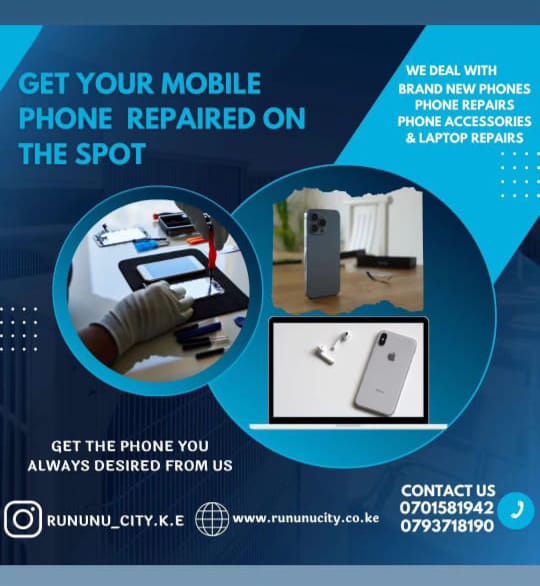 GET YOUR MOBILE
PHONE REPAIRED ON
THE SPOT
WE DEAL WITH
BRAND NEW PHONES
PHONE REPAIRS
PHONE ACCESSORIES
& LAPTOP REPAIRS
GET THE PHONE YOU
ALWAYS DESIRED FROM US
RUNUNU_CITY.K.E
www.rununucity.co.ke
CONTACT US
0701581942
0793718190